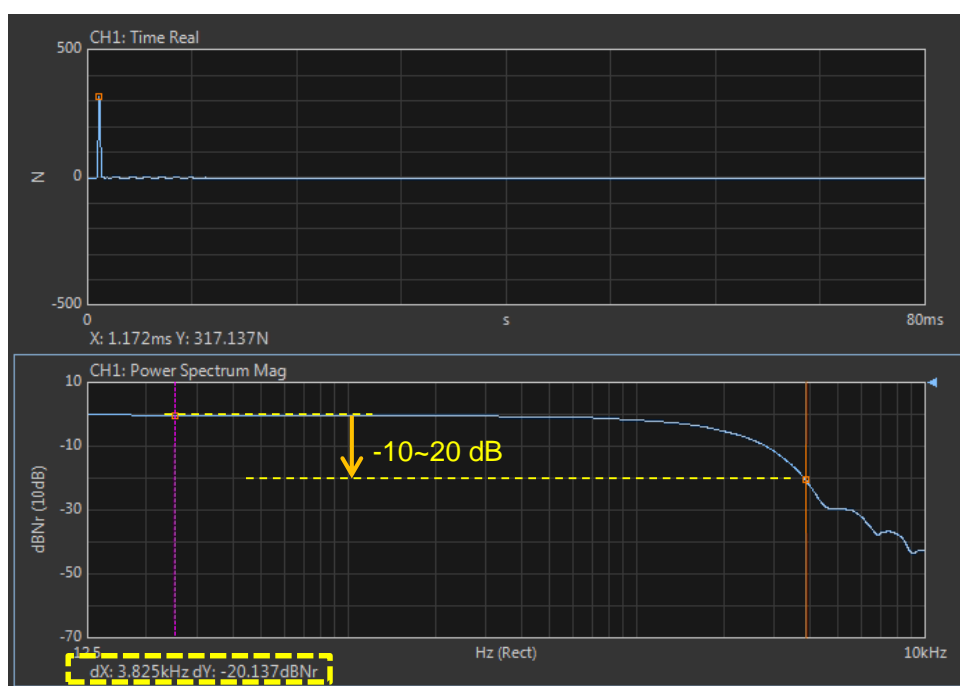 CH1: Time Real
500
N
0
-500
0
s
80ms
X: 1.172ms Y: 317.137N
CH1: Power Spectrum Mag
10
-10
-10~20 dB
dBNr (10dB)
-30
-50
-70
12.5
Hz (Rect)
10kHz
dX: 3.825kHz dY: -20.137dBNr